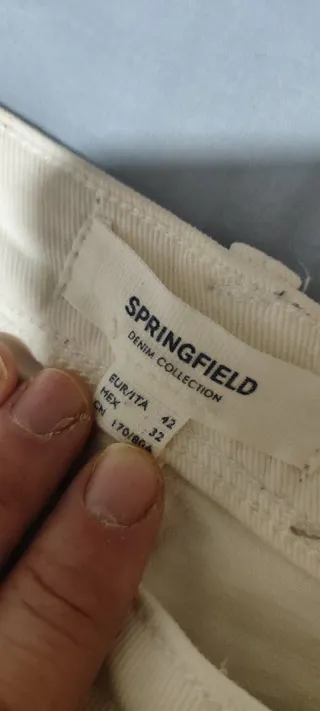 SPRINGFIELD
DENIM COLLECTION
EUR/ITA 42
MEX 32
CN 170/80A